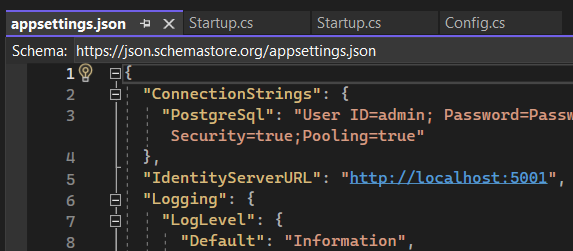 appsettings.json Startup.cs Startup.cs Config.cs
Schema: https://json.schemastore.org/appsettings.json
1 {
2 "ConnectionStrings": {
3 "PostgreSql": "User ID=admin; Password=
Security=true;Pooling=true"
4 },
5 "IdentityServerURL": "http://localhost:5001",
6 "Logging": {
7 "LogLevel": {
8 "Default": "Information",